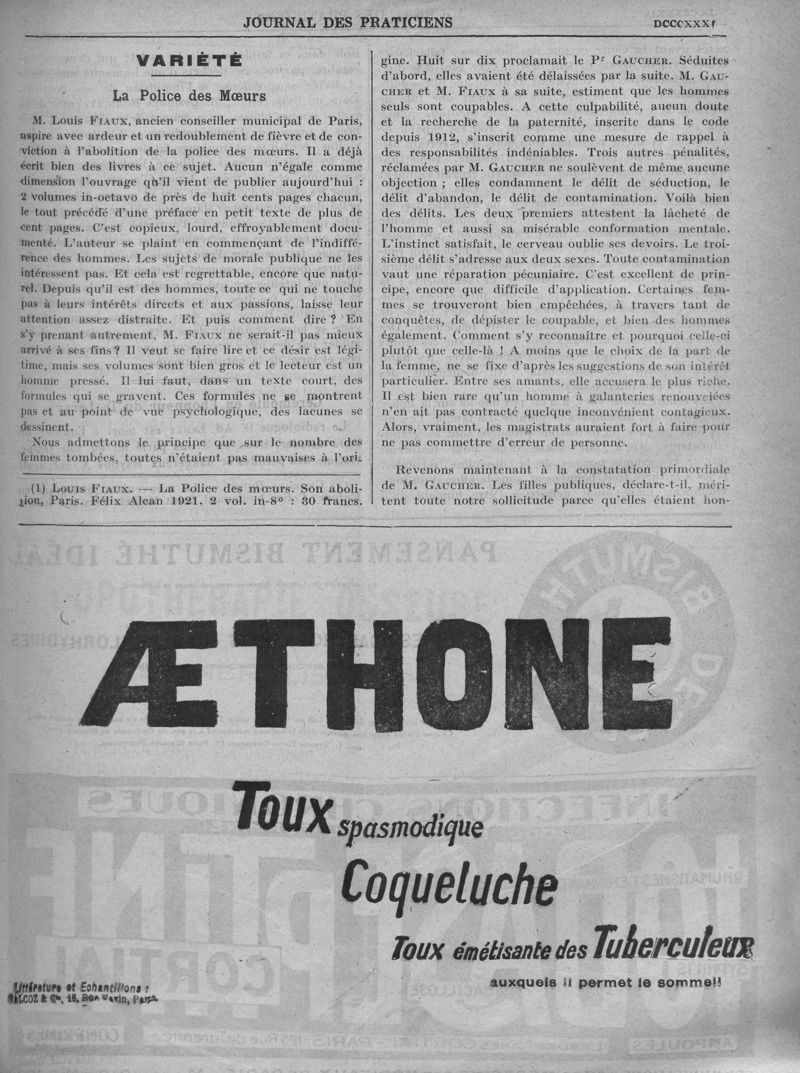 JOURNAL DES PRATICIENS
DCCCXXXI
VARIÉTÉ
La Police des Mœurs
M. Louis FIAUX, ancien conseiller municipal de Paris,
aspire avec ardeur et un redoublement de fièvre et de con-
viction à l'abolition de la police des mœurs. Il a déjà
écrit bien des livres à ce sujet. Aucun n'égale comme
dimension l'ouvrage qu'il vient de publier aujourd'hui :
2 volumes in-octavo de près de huit cents pages chacun,
le tout précédé d'une préface en petit texte de plus de
cent pages. C'est copieux, lourd, effroyablement docu-
menté. L'auteur se plaint en commençant de l'indiffé-
rence des hommes. Les sujets de morale publique ne les
intéressent pas. Et cela est regrettable, encore que natu-
rel. Depuis qu'il est des hommes, toute ce qui ne touche
pas à leurs intérêts directs et aux passions, laisse leur
attention assez distraite. Et puis comment dire ? En
s'y prenant autrement, M. FIAUX ne serait-il pas mieux
arrivé à ses fins ? Il veut se faire lire et ce désir est légi-
time, mais ses volumes sont bien gros et le lecteur est un
homme pressé. Il lui faut, dans un texte court, des
formules qui se gravent. Ces formules ne se montrent
pas et au point de vue psychologique, des lacunes se
dessinent.
Nous admettons le principe que sur le nombre des
femmes tombées, toutes n'étaient pas mauvaises à l'ori-
(1) LOUIS FIAUX. — La Police des mœurs. Son aboli-
tion, Paris. Félix Alcan 1921. 2 vol. in-8º : 30 francs.
gine. Huit sur dix proclamait le Pr GAUCHER. Séduites
d'abord, elles avaient été délaissées par la suite. M. GAU-
CHER et M. FIAUX à sa suite, estiment que les hommes
seuls sont coupables. A cette culpabilité, aucun doute
et la recherche de la paternité, inscrite dans le code
depuis 1912, s'inscrit comme une mesure de rappel à
des responsabilités indéniables. Trois autres pénalités,
réclamées par M. GAUCHER ne soulèvent de même aucune
objection ; elles condamnent le délit de séduction, le
délit d'abandon, le délit de contamination. Voilà bien
des délits. Les deux premiers attestent la lâcheté de
l'homme et aussi sa misérable conformation mentale.
L'instinct satisfait, le cerveau oublie ses devoirs. Le troi-
sième délit s'adresse aux deux sexes. Toute contamination
vaut une réparation pécuniaire. C'est excellent de prin-
cipe, encore que difficile d'application. Certaines fem-
mes se trouveront bien empêchées, à travers tant de
conquêtes, de dépister le coupable, et bien des hommes
également. Comment s'y reconnaître et pourquoi celle-ci
plutôt que celle-là ! A moins que le choix de la part de
la femme, ne se fixe d'après les suggestions de son intérêt
particulier. Entre ses amants, elle accusera le plus riche.
Il est bien rare qu'un homme à galanteries renouvelées
n'en ait pas contracté quelque inconvénient contagieux.
Alors, vraiment, les magistrats auraient fort à faire pour
ne pas commettre d'erreur de personne.
Revenons maintenant à la constatation primordiale
de M. GAUCHER. Les filles publiques, déclare-t-il, méri-
tent toute notre sollicitude parce qu'elles étaient hon-
ÆTHONE
Toux spasmodique
Coqueluche
Toux émétisante des Tuberculeux
auxquels il permet le sommeil
Littérature et Echantillons :
FALCOZ & Cie, 18, Rue Vavin, Paris.